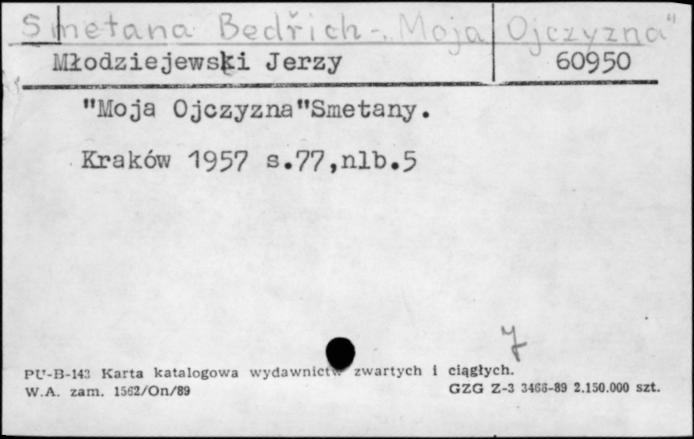 Smetana Bedřich - "Moja Ojczyzna"
Młodziejewski Jerzy 60950
"Moja Ojczyzna"Smetany.
Kraków 1957 s.77,nlb.5
7
PU-B-143 Karta katalogowa wydawnictw zwartych i ciągłych.
W.A. zam. 1562/On/89 GZG Z-3 3466-89 2.150.000 szt.